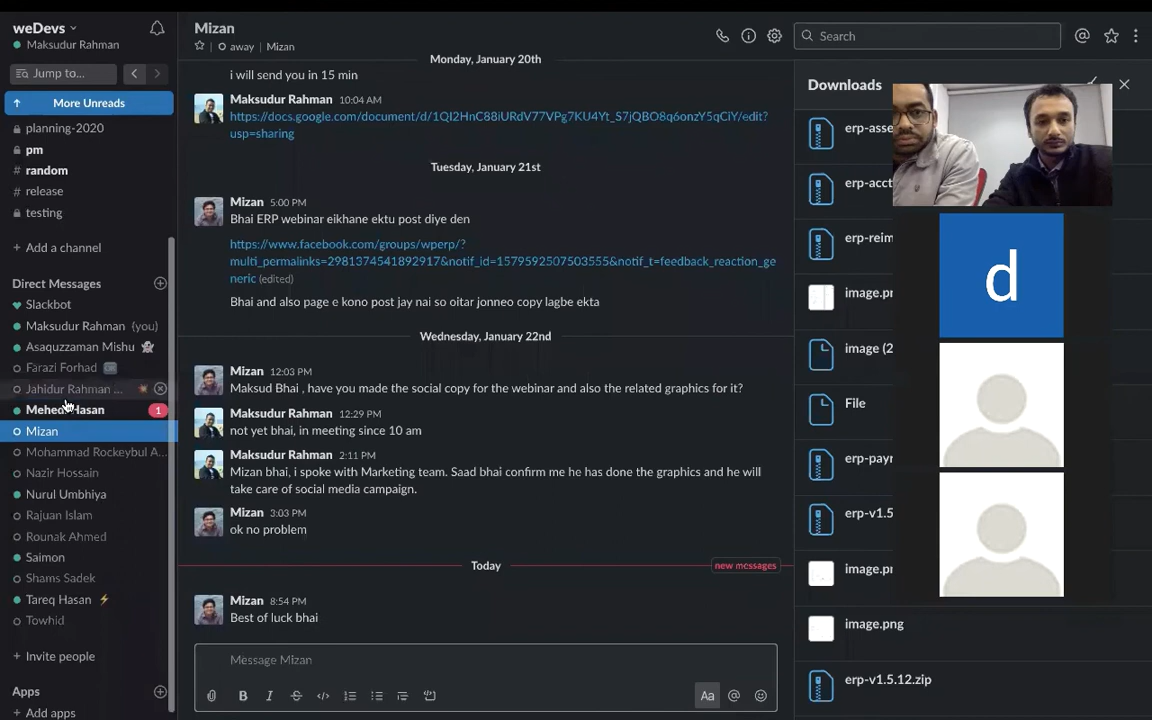 weDevs
Maksudur Rahman
Jump to...
More Unreads
planning-2020
pm
# random
# release
testing
Add a channel
Direct Messages
Slackbot
Maksudur Rahman (you)
Asaquzzaman Mishu
Farazi Forhad
Jahidur Rahman ...
Mehedi Hasan 1
Mizan
Mohammad Rockeybul A...
Nazir Hossain
Nurul Umbhiya
Rajuan Islam
Rounak Ahmed
Saimon
Shams Sadek
Tareq Hasan
Towhid
Invite people
Apps
Add apps
Mizan
away | Mizan
Search
Monday, January 20th
i will send you in 15 min
Maksudur Rahman 10:04 AM
https://docs.google.com/document/d/1QI2HnC88iURdV77VPg7KU4Yt_S7jQBO8q6onzY5qCiY/edit?
usp=sharing
Tuesday, January 21st
Mizan 5:00 PM
Bhai ERP webinar eikhane ektu post diye den
https://www.facebook.com/groups/wperp/?
multi_permalinks=2981374541892917&notif_id=1579592507503555&notif_t=feedback_reaction_ge
neric (edited)
Bhai and also page e kono post jay nai so oitar jonneo copy lagbe ekta
Wednesday, January 22nd
Mizan 12:03 PM
Maksud Bhai , have you made the social copy for the webinar and also the related graphics for it?
Maksudur Rahman 12:29 PM
not yet bhai, in meeting since 10 am
Maksudur Rahman 2:11 PM
Mizan bhai, i spoke with Marketing team. Saad bhai confirm me he has done the graphics and he will
take care of social media campaign.
Mizan 3:03 PM
ok no problem
Today
new messages
Mizan 8:54 PM
Best of luck bhai
Message Mizan
B I Aa
Downloads
erp-asse
erp-acct
erp-reim
image.pr
image (2
File
erp-payr
erp-v1.5
image.pr
image.png
erp-v1.5.12.zip
d